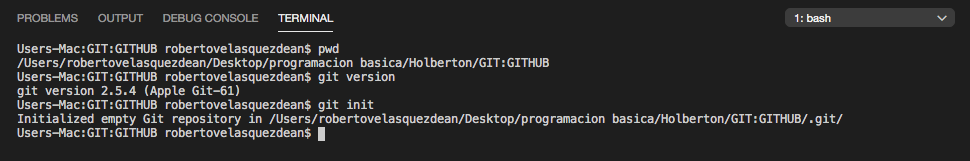 PROBLEMS OUTPUT DEBUG CONSOLE TERMINAL 1: bash
Users-Mac:GIT:GITHUB robertovelasquezdean$ pwd
/Users/robertovelasquezdean/Desktop/programacion basica/Holberton/GIT:GITHUB
Users-Mac:GIT:GITHUB robertovelasquezdean$ git version
git version 2.5.4 (Apple Git-61)
Users-Mac:GIT:GITHUB robertovelasquezdean$ git init
Initialized empty Git repository in /Users/robertovelasquezdean/Desktop/programacion basica/Holberton/GIT:GITHUB/.git/
Users-Mac:GIT:GITHUB robertovelasquezdean$